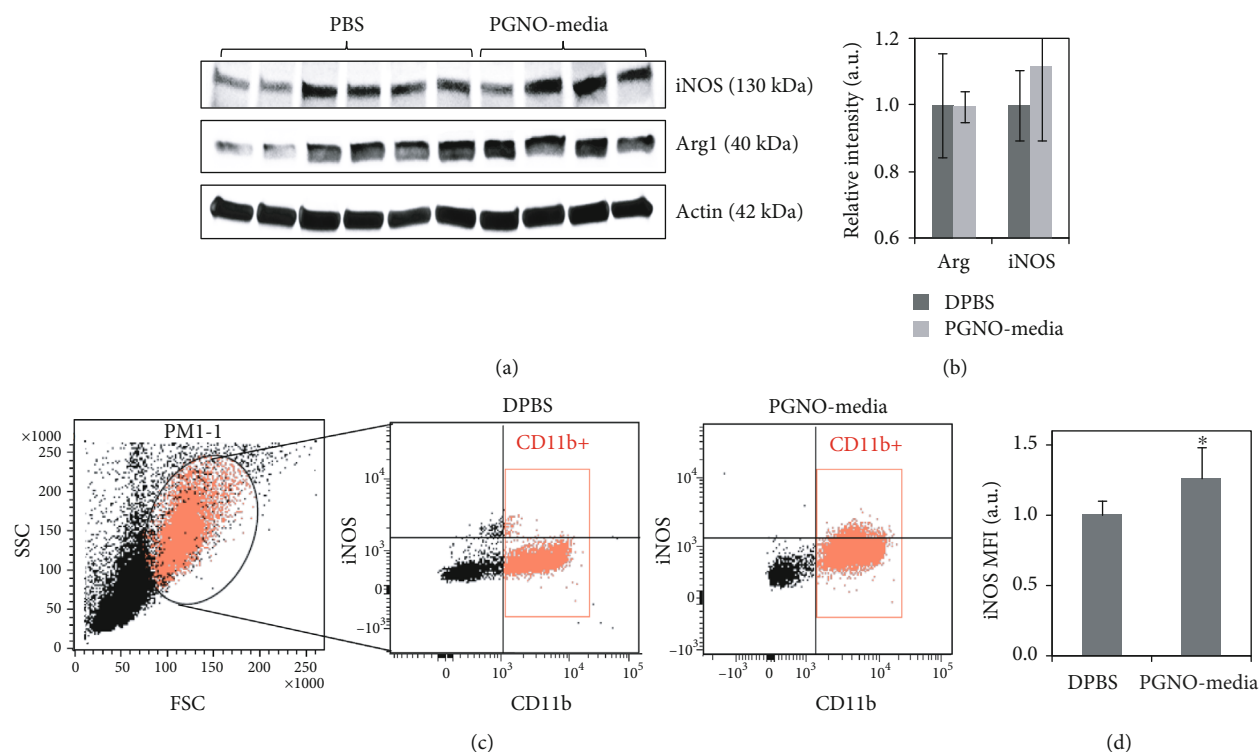 PBS
PGNO-media
iNOS (130 kDa)
Arg1 (40 kDa)
Actin (42 kDa)
(a)
Relative intensity (a.u.)
1.2
1.0
0.8
0.6
Arg
iNOS
DPBS
PGNO-media
(b)
PM1-1
×1000
250
200
150
100
50
0
SSC
0
50
100
150
200
250
×1000
FSC
DPBS
CD11b+
iNOS
10⁴
10³
0
−10³
0
10³
10⁴
10⁵
CD11b
PGNO-media
CD11b+
iNOS
10⁴
10³
0
−10³
−10³
0
10³
10⁴
10⁵
CD11b
(c)
iNOS MFI (a.u.)
1.5
1.0
0.5
0.0
*
DPBS
PGNO-media
(d)